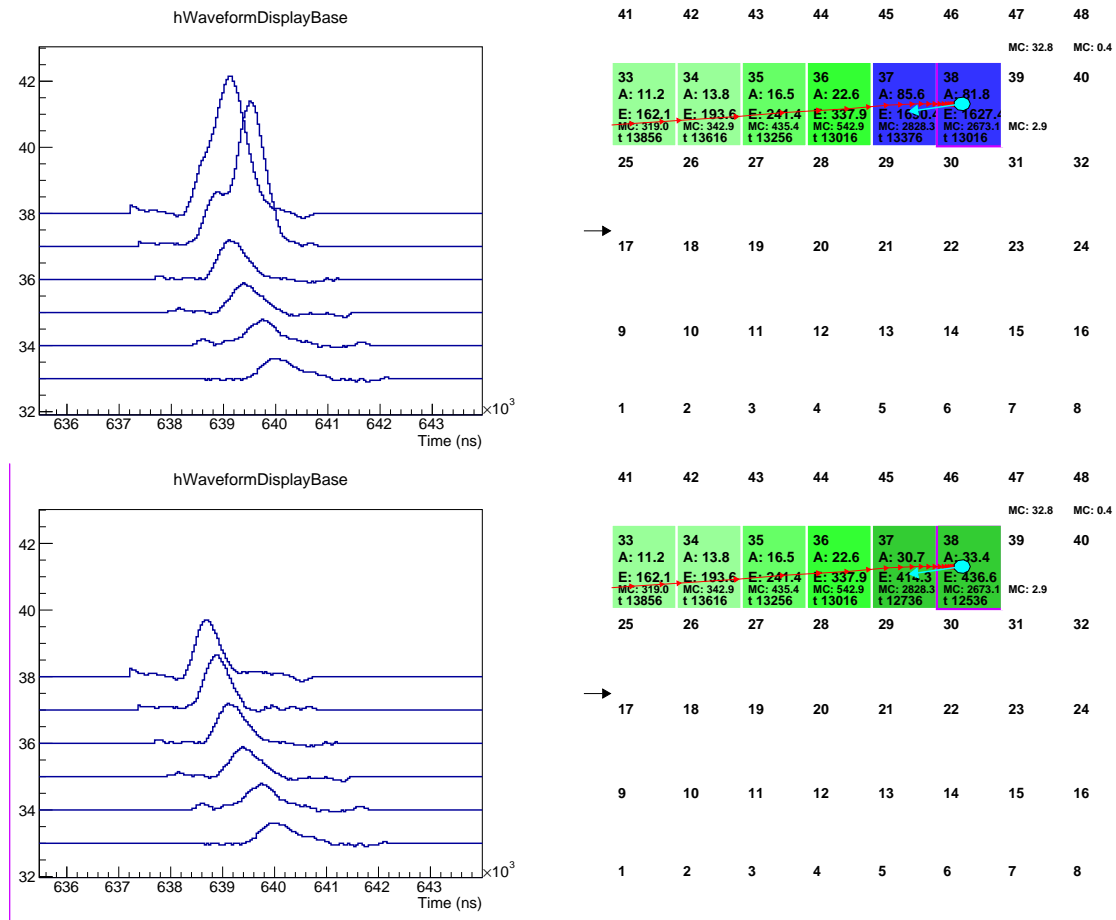 hWaveformDisplayBase
42
40
38
36
34
32
636 637 638 639 640 641 642 643
×10³
Time (ns)
41 42 43 44 45 46 47 48
MC: 32.8 MC: 0.4
33 34 35 36 37 38 39 40
A: 11.2 A: 13.8 A: 16.5 A: 22.6 A: 85.6 A: 81.8
E: 162.1 E: 193.6 E: 241.4 E: 337.9 E: 1627.4
MC: 319.0 MC: 342.9 MC: 435.4 MC: 542.9 MC: 2828.3 MC: 2673.1 MC: 2.9
t 13856 t 13616 t 13256 t 13016 t 13376 t 13016
25 26 27 28 29 30 31 32
17 18 19 20 21 22 23 24
9 10 11 12 13 14 15 16
1 2 3 4 5 6 7 8
hWaveformDisplayBase
42
40
38
36
34
32
636 637 638 639 640 641 642 643
×10³
Time (ns)
41 42 43 44 45 46 47 48
MC: 32.8 MC: 0.4
33 34 35 36 37 38 39 40
A: 11.2 A: 13.8 A: 16.5 A: 22.6 A: 30.7 A: 33.4
E: 162.1 E: 193.6 E: 241.4 E: 337.9 E: 436.6
MC: 319.0 MC: 342.9 MC: 435.4 MC: 542.9 MC: 2828.3 MC: 2673.1 MC: 2.9
t 13856 t 13616 t 13256 t 13016 t 12736 t 12536
25 26 27 28 29 30 31 32
17 18 19 20 21 22 23 24
9 10 11 12 13 14 15 16
1 2 3 4 5 6 7 8